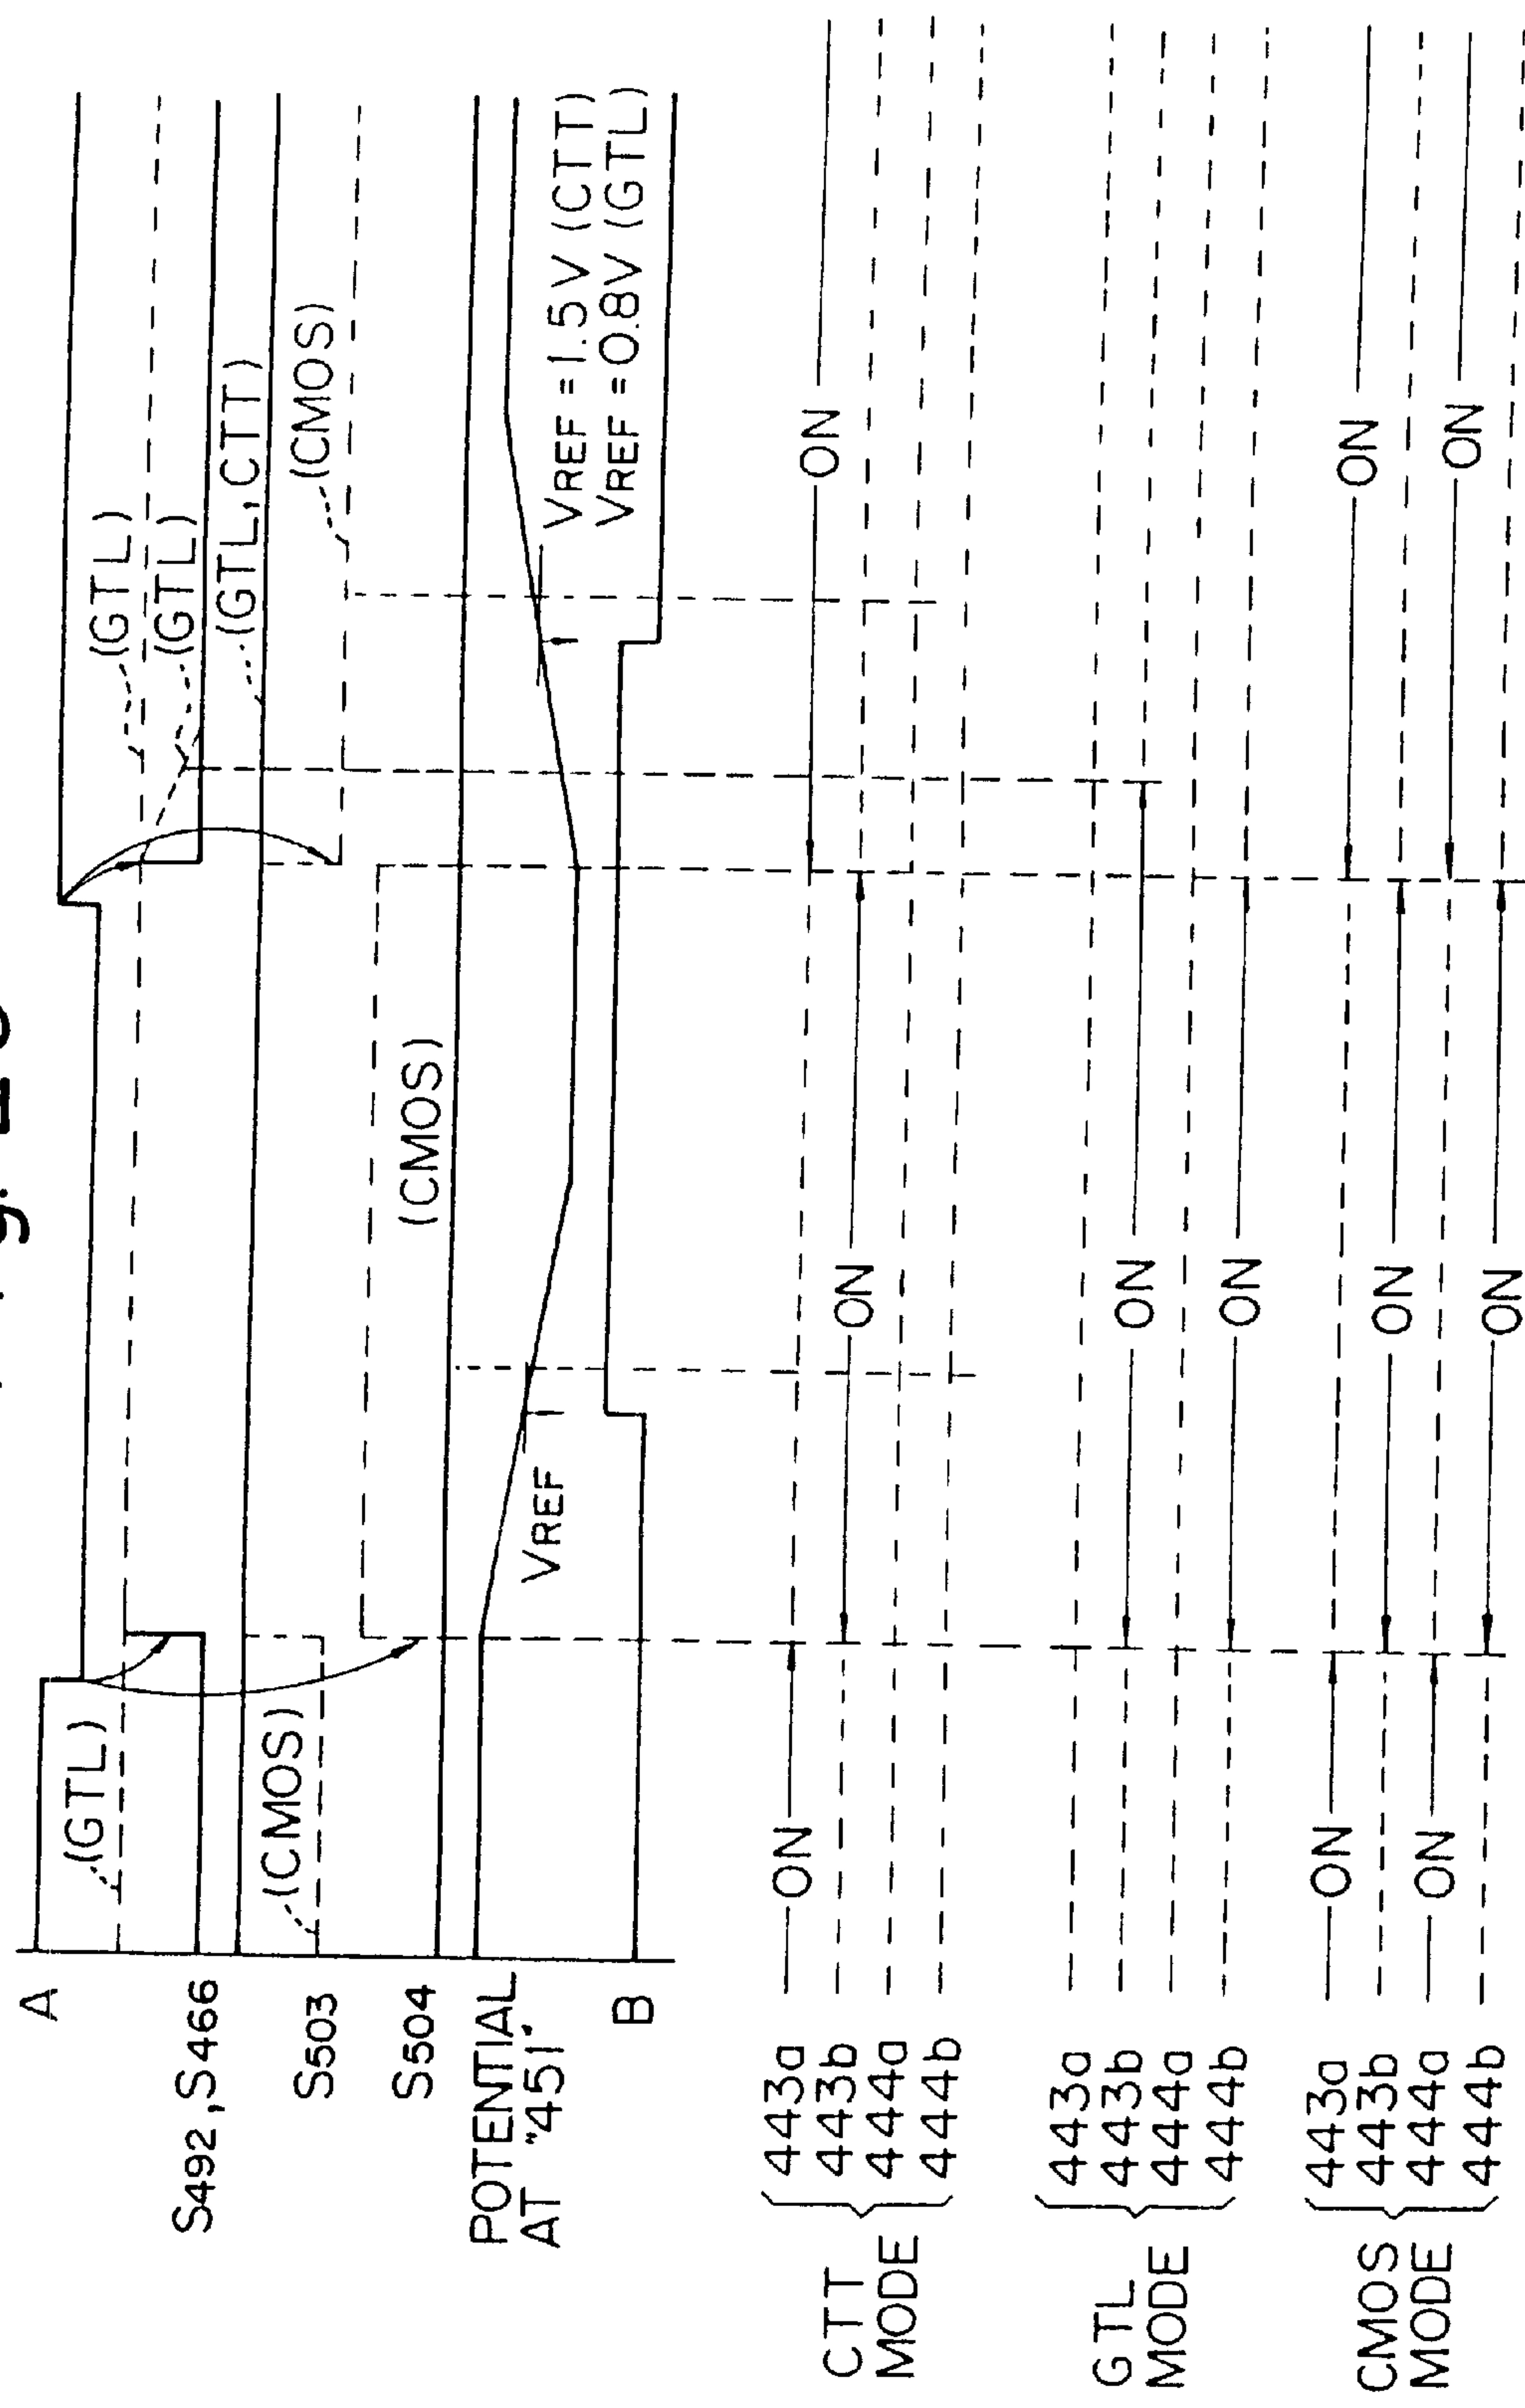 A
(GTL)
(GTL)
(GTL)
S492, S466
(GTL, CTT)
S503
(CMOS)
(CMOS)
S504
(CMOS)
POTENTIAL
AT "451"
VREF
VREF = 1.5V (CTT)
VREF = 0.8V (GTL)
B
CTT
MODE
443a
ON
ON
443b
ON
444a
444b
GTL
MODE
443a
443b
ON
444a
444b
ON
CMOS
MODE
443a
ON
ON
443b
ON
444a
ON
ON
444b
ON